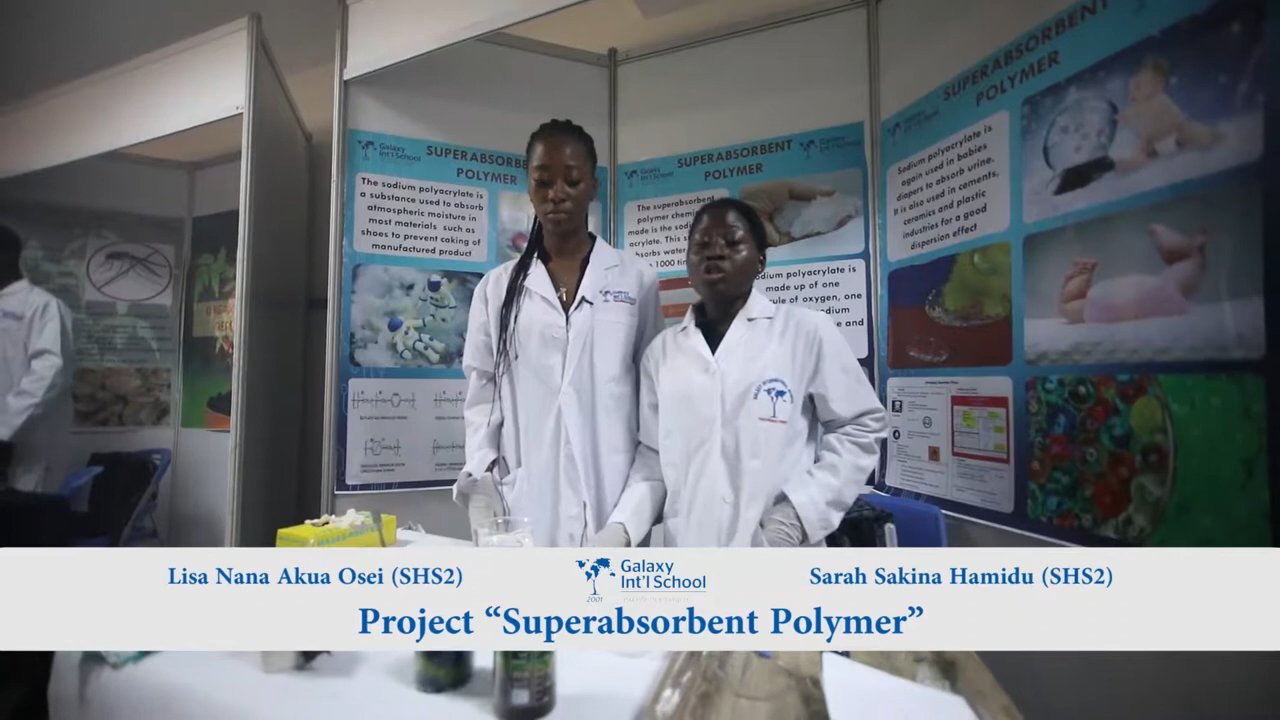 Galaxy
Int'l School
SUPERABSORBE
POLYMER
The sodium polyacrylate is
a substance used to absorb
atmospheric moisture in
most materials such as
shoes to prevent caking of
manufactured product
SUPERABSORBENT
POLYMER
Galaxy
Int'l School
The superabsorbent
polymer chemi
made is the sodi
acrylate. This s
absorbs water
1000 tim
odium polyacrylate is
made up of one
ule of oxygen, one
dium
e and
SUPERABSORBENT
POLYMER
Sodium polyacrylate is
again used in babies
diapers to absorb urine.
It is also used in cements,
ceramics and plastic
industries for a good
dispersion effect
Lisa Nana Akua Osei (SHS2)
Galaxy
Int'l School
2001
Sarah Sakina Hamidu (SHS2)
Project “Superabsorbent Polymer”